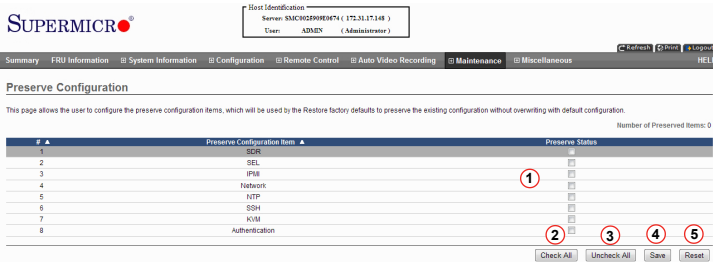 Host Identification
Server: SMC0025909E0674 ( 172.31.17.148 )
User: ADMIN ( Administrator )
SUPERMICRO
Refresh Print Logout
Summary FRU Information System Information Configuration Remote Control Auto Video Recording Maintenance Miscellaneous HELP
Preserve Configuration
This page allows the user to configure the preserve configuration items, which will be used by the Restore factory defaults to preserve the existing configuration without overwriting with default configuration.
Number of Preserved Items: 0
# Preserve Configuration Item Preserve Status
1 SDR
2 SEL
3 IPMI
1
4 Network
5 NTP
6 SSH
7 KVM
8 Authentication
2 3 4 5
Check All Uncheck All Save Reset